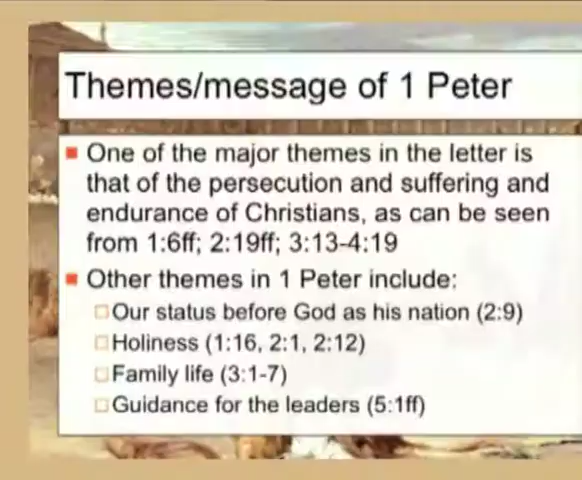 Themes/message of 1 Peter
One of the major themes in the letter is
that of the persecution and suffering and
endurance of Christians, as can be seen
from 1:6ff; 2:19ff; 3:13-4:19
Other themes in 1 Peter include:
Our status before God as his nation (2:9)
Holiness (1:16, 2:1, 2:12)
Family life (3:1-7)
Guidance for the leaders (5:1ff)